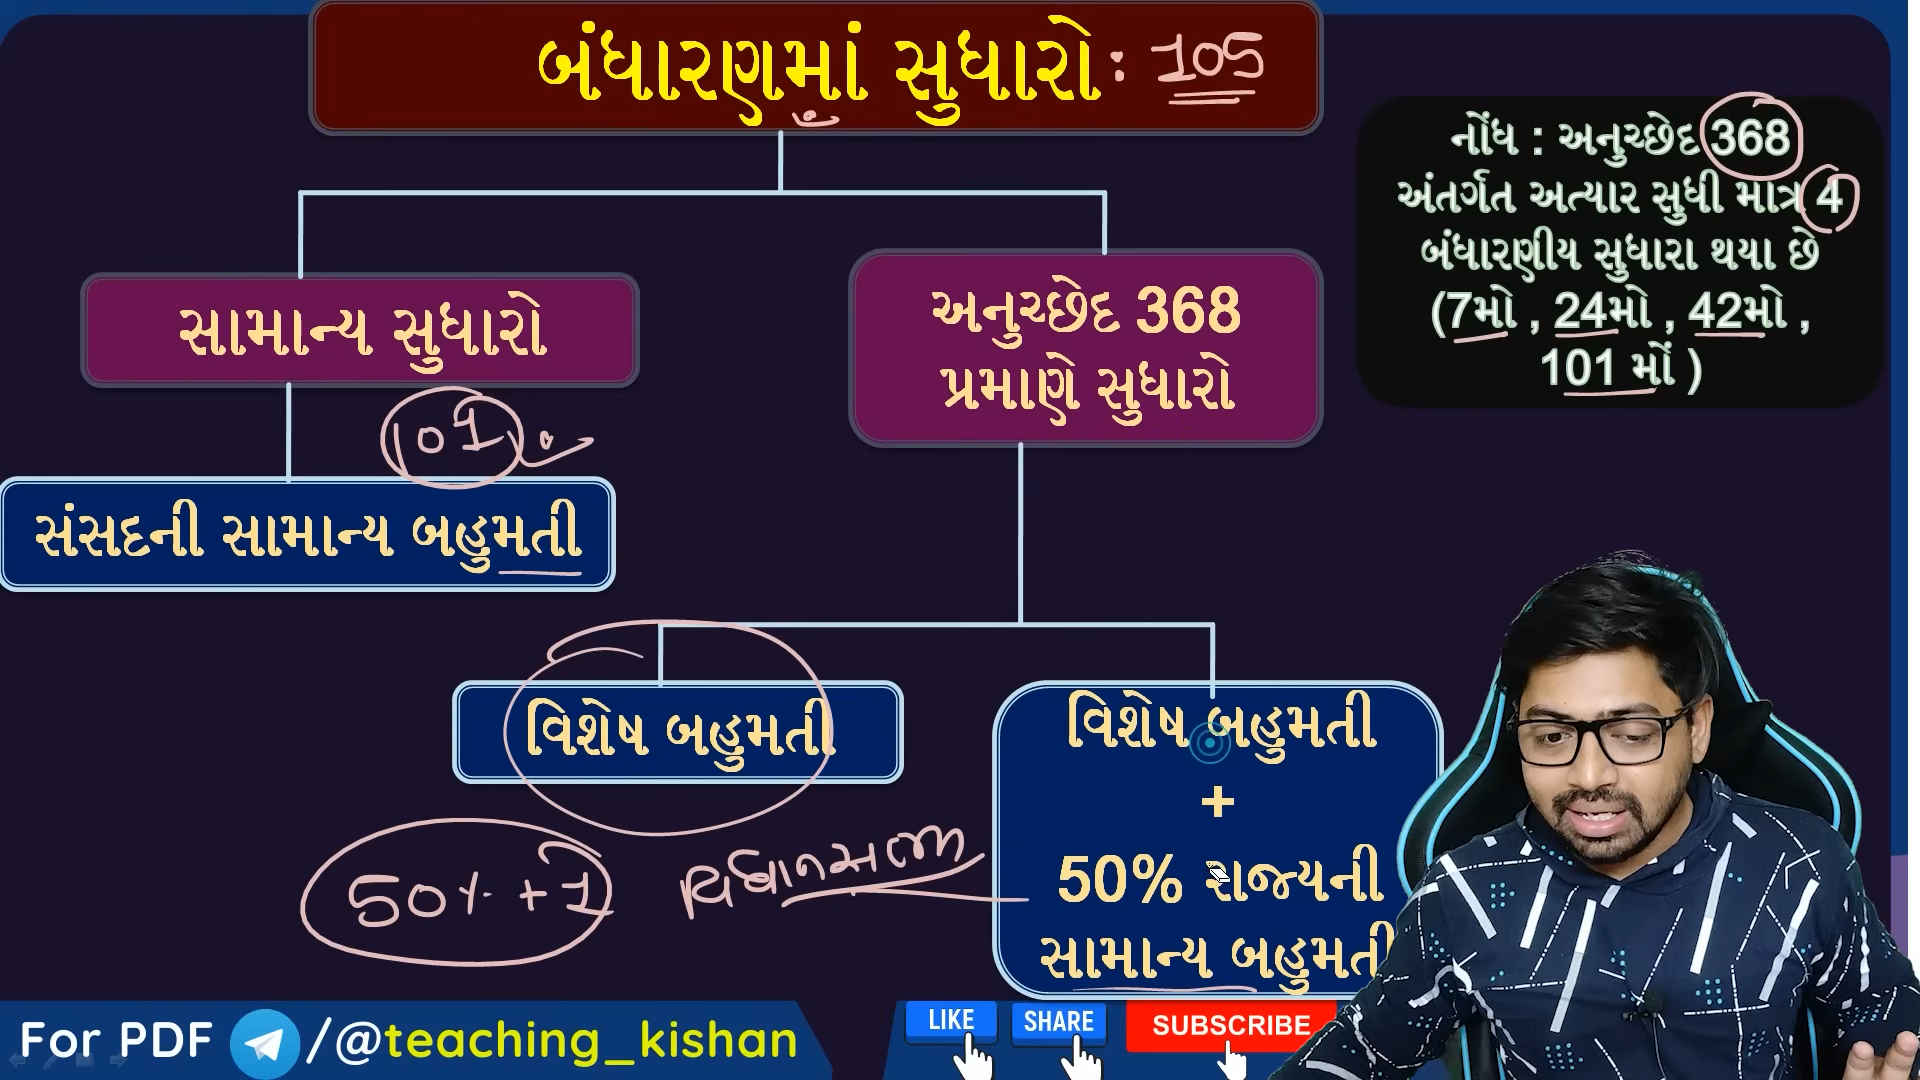 બંધારણમાં સુધારો : 105
નોંધ : અનુચ્છેદ 368
અંતર્ગત અત્યાર સુધી માત્ર 4
બંધારણીય સુધારા થયા છે
(7મો , 24મો , 42મો ,
101 મોં )
સામાન્ય સુધારો
અનુચ્છેદ 368
પ્રમાણે સુધારો
101
સંસદની સામાન્ય બહુમતી
વિશેષ બહુમતી
વિશેષ બહુમતી
+
50% રાજ્યની
સામાન્ય બહુમતી
50% + 1
વિધાનસભા
For PDF /@teaching_kishan
LIKE
SHARE
SUBSCRIBE